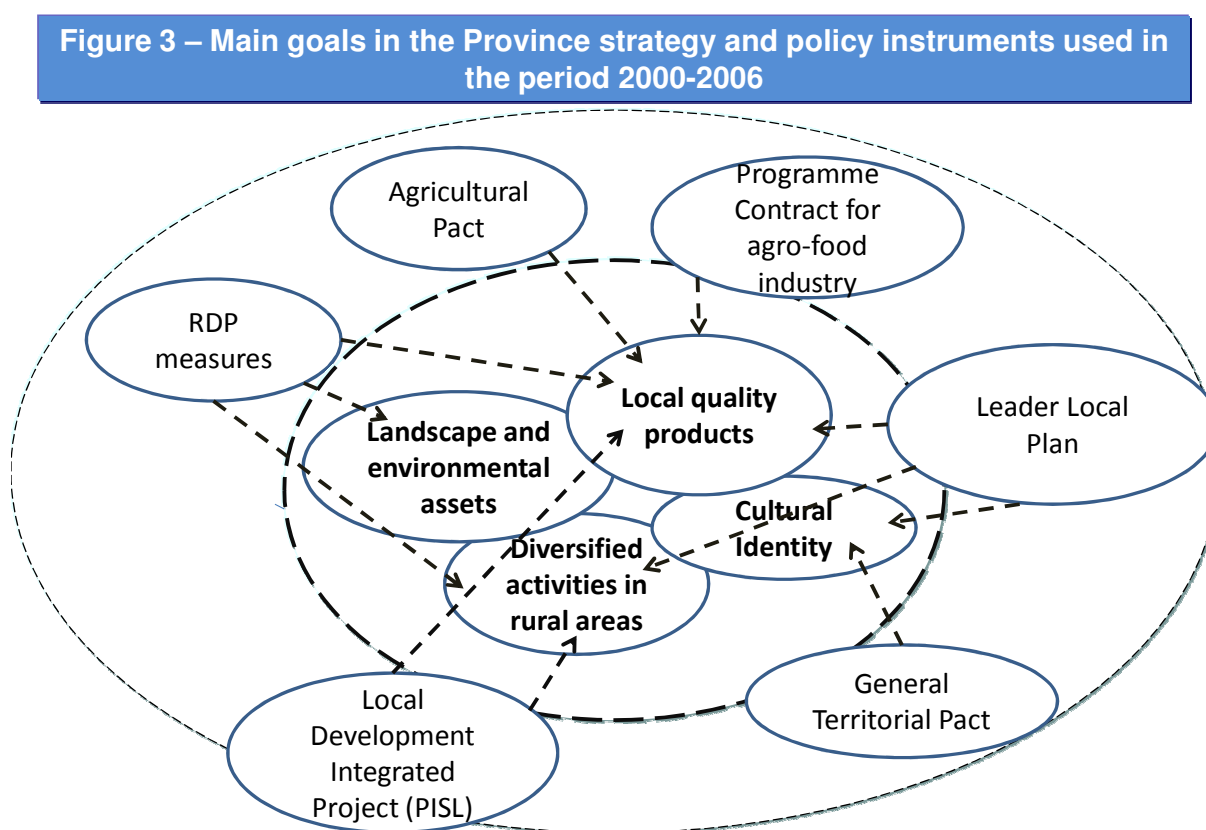 Figure 3 – Main goals in the Province strategy and policy instruments used in
the period 2000-2006
Agricultural
Pact
Programme
Contract for
agro-food
industry
RDP
measures
Local quality
products
Leader Local
Plan
Landscape and
environmental
assets
Cultural
Identity
Diversified
activities in
rural areas
Local
Development
Integrated
Project (PISL)
General
Territorial Pact